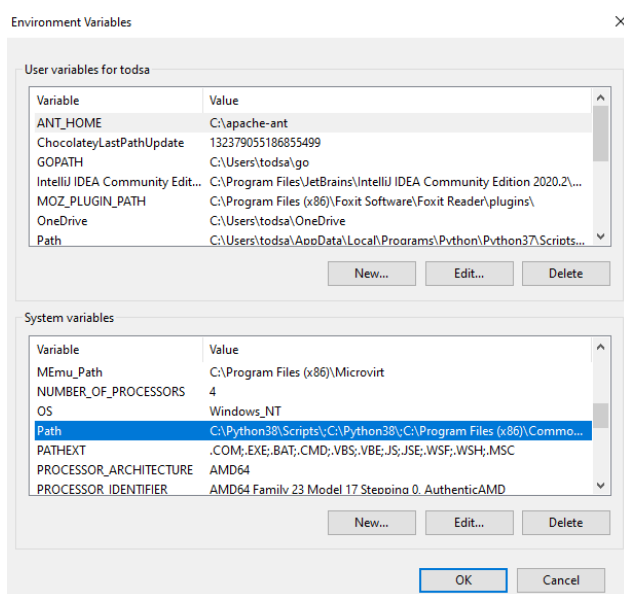 Environment Variables
User variables for todsa
Variable Value
ANT_HOME C:\apache-ant
ChocolateyLastPathUpdate 132379055186855499
GOPATH C:\Users\todsa\go
IntelliJ IDEA Community Edit... C:\Program Files\JetBrains\IntelliJ IDEA Community Edition 2020.2\...
MOZ_PLUGIN_PATH C:\Program Files (x86)\Foxit Software\Foxit Reader\plugins\
OneDrive C:\Users\todsa\OneDrive
Path C:\Users\todsa\AppData\Local\Programs\Python\Python37\Scripts...
New... Edit... Delete
System variables
Variable Value
MEmu_Path C:\Program Files (x86)\Microvirt
NUMBER_OF_PROCESSORS 4
OS Windows_NT
Path C:\Python38\Scripts\;C:\Python38\;C:\Program Files (x86)\Commo...
PATHEXT .COM;.EXE;.BAT;.CMD;.VBS;.VBE;.JS;.JSE;.WSF;.WSH;.MSC
PROCESSOR_ARCHITECTURE AMD64
PROCESSOR_IDENTIFIER AMD64 Family 23 Model 17 Stepping 0, AuthenticAMD
New... Edit... Delete
OK Cancel